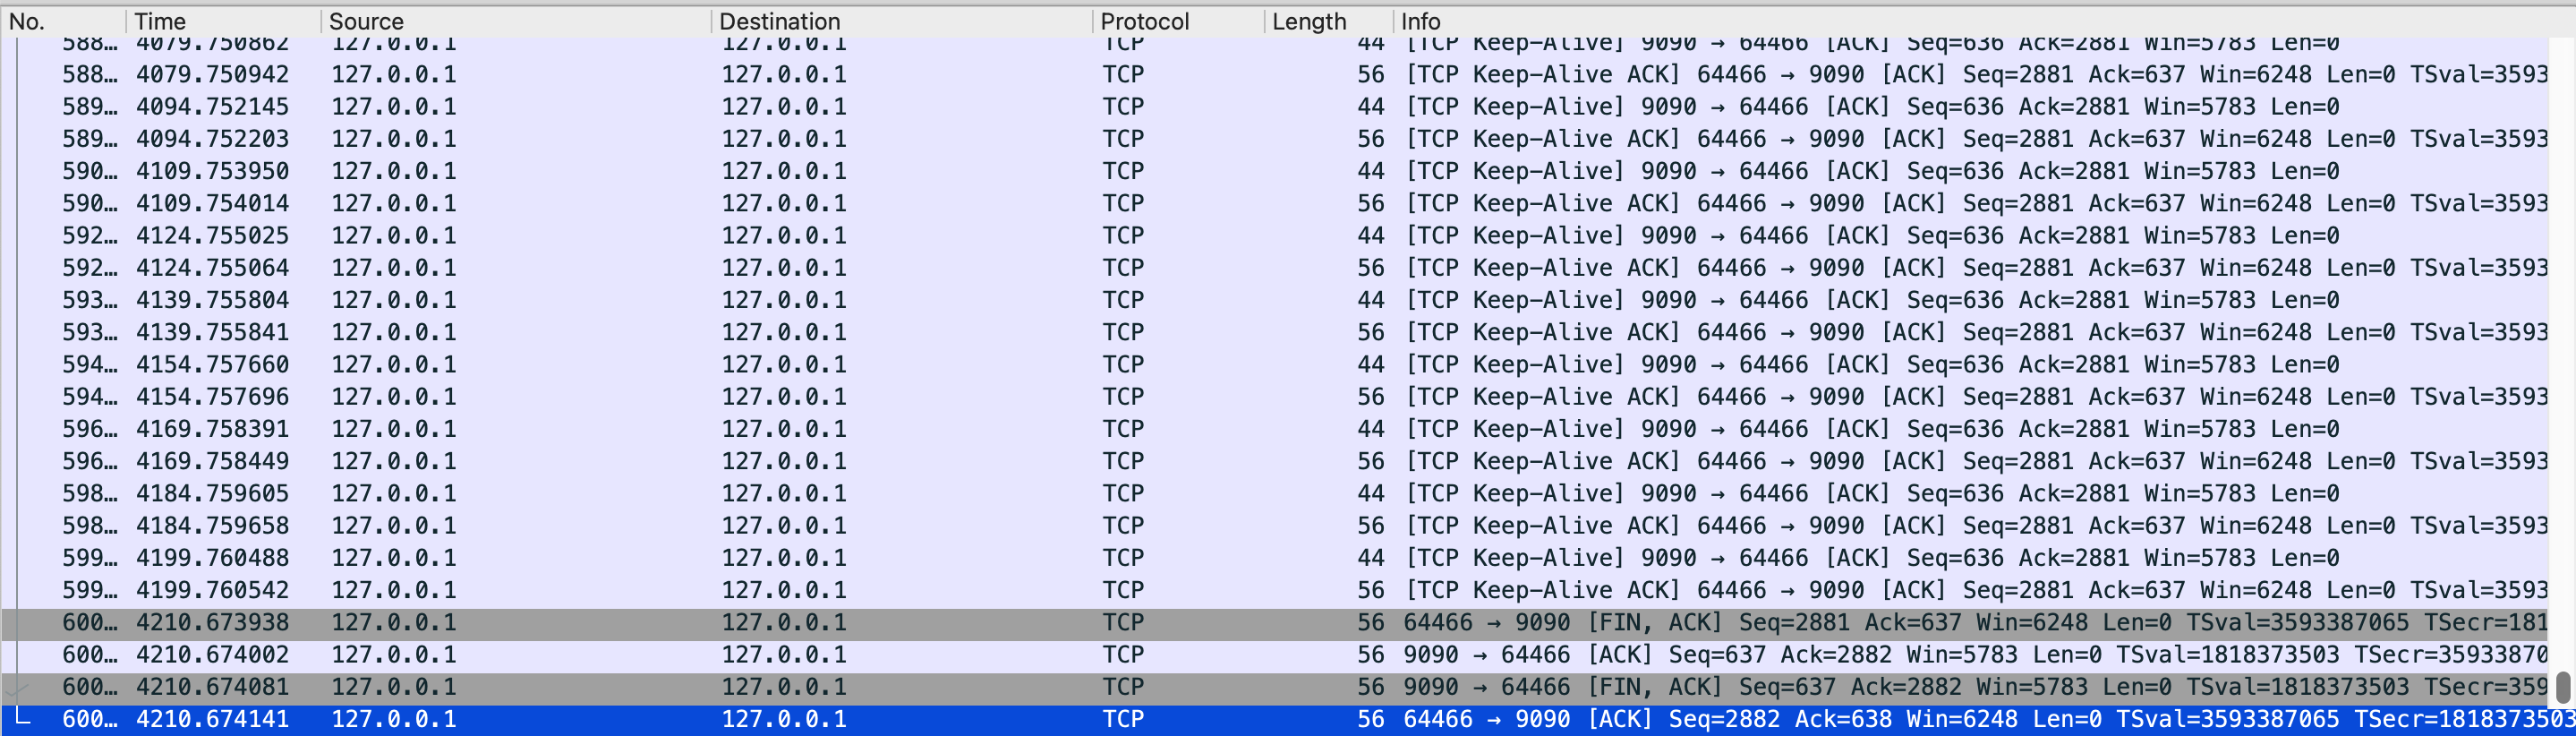 No. Time Source Destination Protocol Length Info
588… 4079.750862 127.0.0.1 127.0.0.1 TCP 44 [TCP Keep-Alive] 9090 → 64466 [ACK] Seq=636 Ack=2881 Win=5783 Len=0
588… 4079.750942 127.0.0.1 127.0.0.1 TCP 56 [TCP Keep-Alive ACK] 64466 → 9090 [ACK] Seq=2881 Ack=637 Win=6248 Len=0 TSval=3593
589… 4094.752145 127.0.0.1 127.0.0.1 TCP 44 [TCP Keep-Alive] 9090 → 64466 [ACK] Seq=636 Ack=2881 Win=5783 Len=0
589… 4094.752203 127.0.0.1 127.0.0.1 TCP 56 [TCP Keep-Alive ACK] 64466 → 9090 [ACK] Seq=2881 Ack=637 Win=6248 Len=0 TSval=3593
590… 4109.753950 127.0.0.1 127.0.0.1 TCP 44 [TCP Keep-Alive] 9090 → 64466 [ACK] Seq=636 Ack=2881 Win=5783 Len=0
590… 4109.754014 127.0.0.1 127.0.0.1 TCP 56 [TCP Keep-Alive ACK] 64466 → 9090 [ACK] Seq=2881 Ack=637 Win=6248 Len=0 TSval=3593
592… 4124.755025 127.0.0.1 127.0.0.1 TCP 44 [TCP Keep-Alive] 9090 → 64466 [ACK] Seq=636 Ack=2881 Win=5783 Len=0
592… 4124.755064 127.0.0.1 127.0.0.1 TCP 56 [TCP Keep-Alive ACK] 64466 → 9090 [ACK] Seq=2881 Ack=637 Win=6248 Len=0 TSval=3593
593… 4139.755804 127.0.0.1 127.0.0.1 TCP 44 [TCP Keep-Alive] 9090 → 64466 [ACK] Seq=636 Ack=2881 Win=5783 Len=0
593… 4139.755841 127.0.0.1 127.0.0.1 TCP 56 [TCP Keep-Alive ACK] 64466 → 9090 [ACK] Seq=2881 Ack=637 Win=6248 Len=0 TSval=3593
594… 4154.757660 127.0.0.1 127.0.0.1 TCP 44 [TCP Keep-Alive] 9090 → 64466 [ACK] Seq=636 Ack=2881 Win=5783 Len=0
594… 4154.757696 127.0.0.1 127.0.0.1 TCP 56 [TCP Keep-Alive ACK] 64466 → 9090 [ACK] Seq=2881 Ack=637 Win=6248 Len=0 TSval=3593
596… 4169.758391 127.0.0.1 127.0.0.1 TCP 44 [TCP Keep-Alive] 9090 → 64466 [ACK] Seq=636 Ack=2881 Win=5783 Len=0
596… 4169.758449 127.0.0.1 127.0.0.1 TCP 56 [TCP Keep-Alive ACK] 64466 → 9090 [ACK] Seq=2881 Ack=637 Win=6248 Len=0 TSval=3593
598… 4184.759605 127.0.0.1 127.0.0.1 TCP 44 [TCP Keep-Alive] 9090 → 64466 [ACK] Seq=636 Ack=2881 Win=5783 Len=0
598… 4184.759658 127.0.0.1 127.0.0.1 TCP 56 [TCP Keep-Alive ACK] 64466 → 9090 [ACK] Seq=2881 Ack=637 Win=6248 Len=0 TSval=3593
599… 4199.760488 127.0.0.1 127.0.0.1 TCP 44 [TCP Keep-Alive] 9090 → 64466 [ACK] Seq=636 Ack=2881 Win=5783 Len=0
599… 4199.760542 127.0.0.1 127.0.0.1 TCP 56 [TCP Keep-Alive ACK] 64466 → 9090 [ACK] Seq=2881 Ack=637 Win=6248 Len=0 TSval=3593
600… 4210.673938 127.0.0.1 127.0.0.1 TCP 56 64466 → 9090 [FIN, ACK] Seq=2881 Ack=637 Win=6248 Len=0 TSval=3593387065 TSecr=181
600… 4210.674002 127.0.0.1 127.0.0.1 TCP 56 9090 → 64466 [ACK] Seq=637 Ack=2882 Win=5783 Len=0 TSval=1818373503 TSecr=35933870
600… 4210.674081 127.0.0.1 127.0.0.1 TCP 56 9090 → 64466 [FIN, ACK] Seq=637 Ack=2882 Win=5783 Len=0 TSval=1818373503 TSecr=359
600… 4210.674141 127.0.0.1 127.0.0.1 TCP 56 64466 → 9090 [ACK] Seq=2882 Ack=638 Win=6248 Len=0 TSval=3593387065 TSecr=1818373503